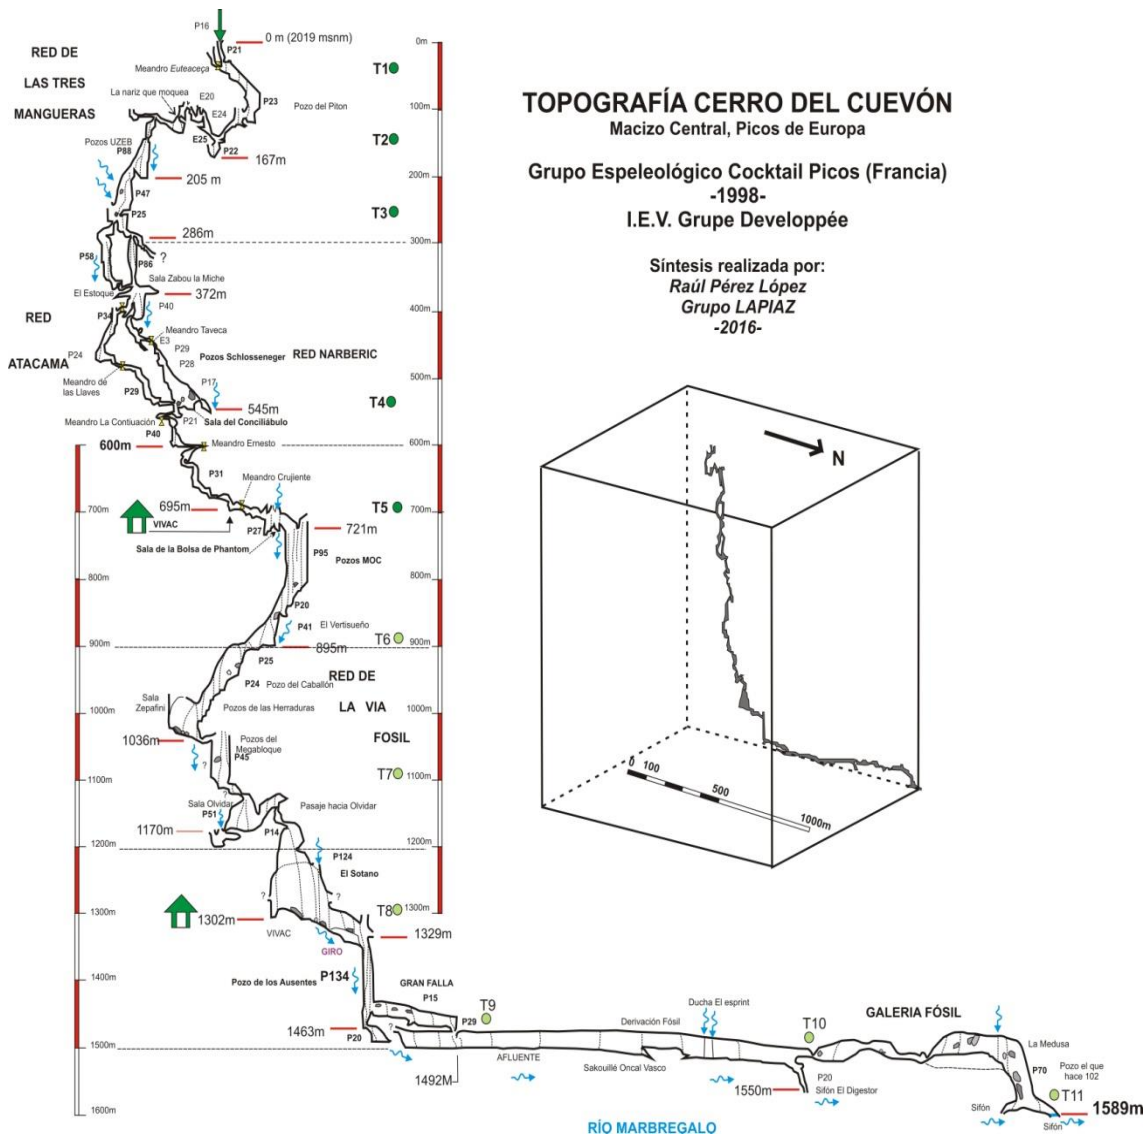 TOPOGRAFÍA CERRO DEL CUEVÓN
Macizo Central, Picos de Europa
Grupo Espeleológico Cocktail Picos (Francia)
-1998-
I.E.V. Grupe Developpée
Síntesis realizada por:
Raúl Pérez López
Grupo LAPIAZ
-2016-
N
0 100
500
1000m
P16
0 m (2019 msnm)
0m
RED DE
LAS TRES
MANGUERAS
P21
Meandro Euteaceça
T1
La nariz que moquea
E20
P23
Pozo del Piton
E24
100m
Pozos UZEB
P88
E25
P22
T2
167m
205 m
200m
P47
P25
T3
286m
300m
P58
P86
?
Sala Zabou la Miche
El Estoque
372m
P40
400m
RED
ATACAMA
P34
Meandro Taveca
E3
P29
P28
Pozos Schlosseneger
RED NARBERIC
P24
Meandro de
las Llaves
P29
P17
500m
T4
545m
Meandro La Contiuación
P21
Sala del Conciliábulo
P40
600m
Meandro Ernesto
600m
P31
Meandro Crujiente
695m
T5
700m
700m
VIVAC
P27
721m
Sala de la Bolsa de Phantom
P95
Pozos MOC
800m
800m
P20
P41
El Vertisueño
T6
900m
895m
900m
P25
P24
Pozo del Caballón
RED DE
LA VIA
FOSIL
Sala
Zepafini
Pozos de las Herraduras
1000m
1000m
1036m
Pozos del
Megabloque
?
P45
T7
1100m
1100m
?
Sala Olvidar
P51
Pasaje hacia Olvidar
1170m
P14
1200m
1200m
P124
El Sotano
?
?
T8
1300m
1300m
1302m
VIVAC
GIRO
1329m
1400m
Pozo de los Ausentes
P134
GRAN FALLA
P15
1463m
?
P20
P29
T9
1500m
1492M
AFLUENTE
Derivación Fósil
Ducha El esprint
Sakouillé Oncal Vasco
T10
GALERIA FÓSIL
P20
1550m
Sifón El Digestor
La Medusa
P70
Pozo el que
hace 102
T11
1589m
Sifón
Sifón
1600m
RÍO MARBREGALO